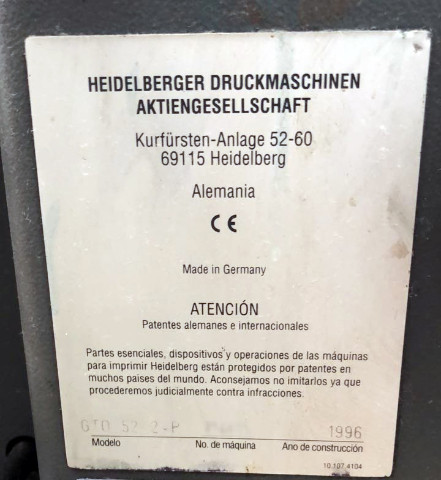 HEIDELBERGER DRUCKMASCHINEN
AKTIENGESELLSCHAFT
Kurfürsten-Anlage 52-60
69115 Heidelberg
Alemania
CE
Made in Germany
ATENCIÓN
Patentes alemanes e internacionales
Partes esenciales, dispositivos y operaciones de las máquinas
para imprimir Heidelberg están protegidos por patentes en
muchos paises del mundo. Aconsejamos no imitarlos ya que
procederemos judicialmente contra infracciones.
GTO 52-2-P 1996
Modelo No. de máquina Ano de construcción
10.107.4104